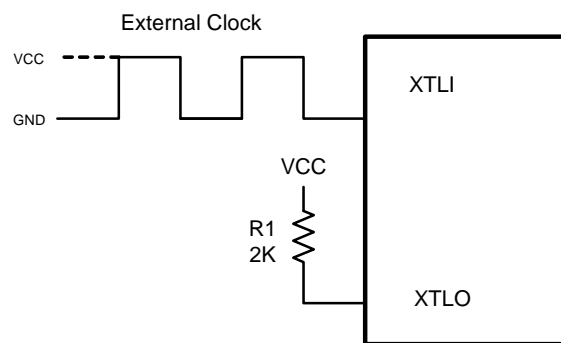 External Clock
VCC
XTLI
GND
VCC
R1
2K
XTLO